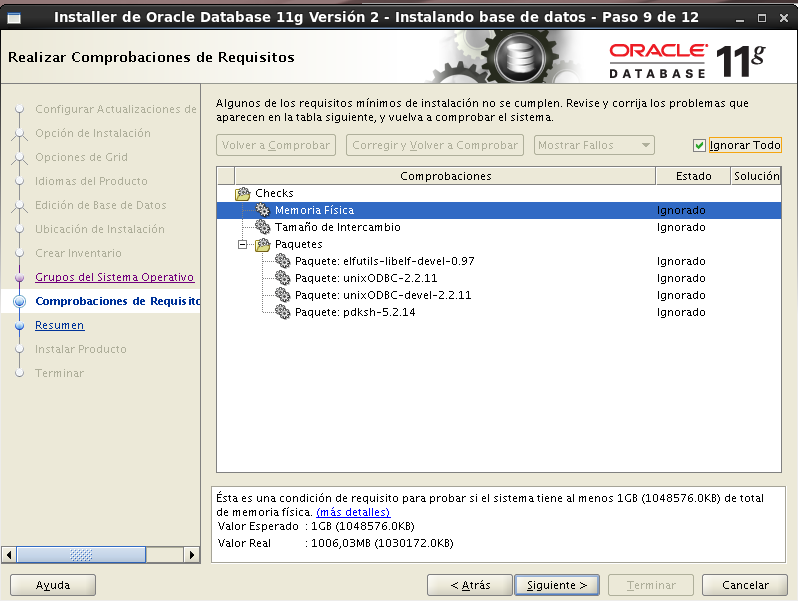 Installer de Oracle Database 11g Versión 2 - Instalando base de datos - Paso 9 de 12
Realizar Comprobaciones de Requisitos
ORACLE
DATABASE
11g
Configurar Actualizaciones de
Opción de Instalación
Opciones de Grid
Idiomas del Producto
Edición de Base de Datos
Ubicación de Instalación
Crear Inventario
Grupos del Sistema Operativo
Comprobaciones de Requisito
Resumen
Instalar Producto
Terminar
Algunos de los requisitos mínimos de instalación no se cumplen. Revise y corrija los problemas que
aparecen en la tabla siguiente, y vuelva a comprobar el sistema.
Volver a Comprobar
Corregir y Volver a Comprobar
Mostrar Fallos
Ignorar Todo
Comprobaciones Estado Solución
Checks
Memoria Física Ignorado
Tamaño de Intercambio Ignorado
Paquetes
Paquete: elfutils-libelf-devel-0.97 Ignorado
Paquete: unixODBC-2.2.11 Ignorado
Paquete: unixODBC-devel-2.2.11 Ignorado
Paquete: pdksh-5.2.14 Ignorado
Ésta es una condición de requisito para probar si el sistema tiene al menos 1GB (1048576.0KB) de total
de memoria física. (más detalles)
Valor Esperado : 1GB (1048576.0KB)
Valor Real : 1006,03MB (1030172.0KB)
Ayuda
< Atrás
Siguiente >
Terminar
Cancelar